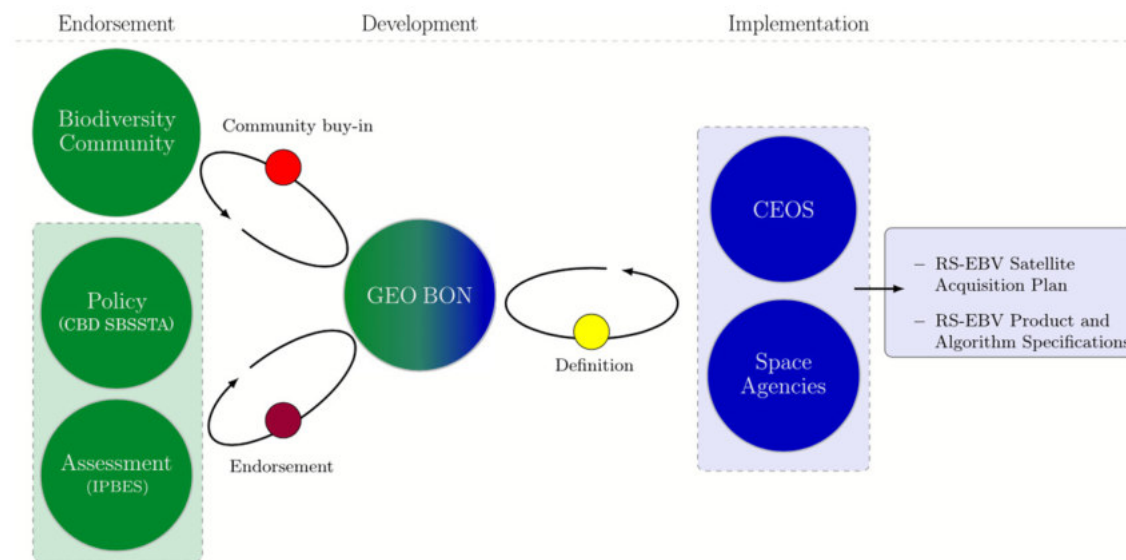 Endorsement
Development
Implementation
Biodiversity
Community
Community buy-in
CEOS
Policy
(CBD SBSSTA)
GEO BON
– RS-EBV Satellite
Acquisition Plan
– RS-EBV Product and
Algorithm Specifications
Definition
Space
Agencies
Assessment
(IPBES)
Endorsement